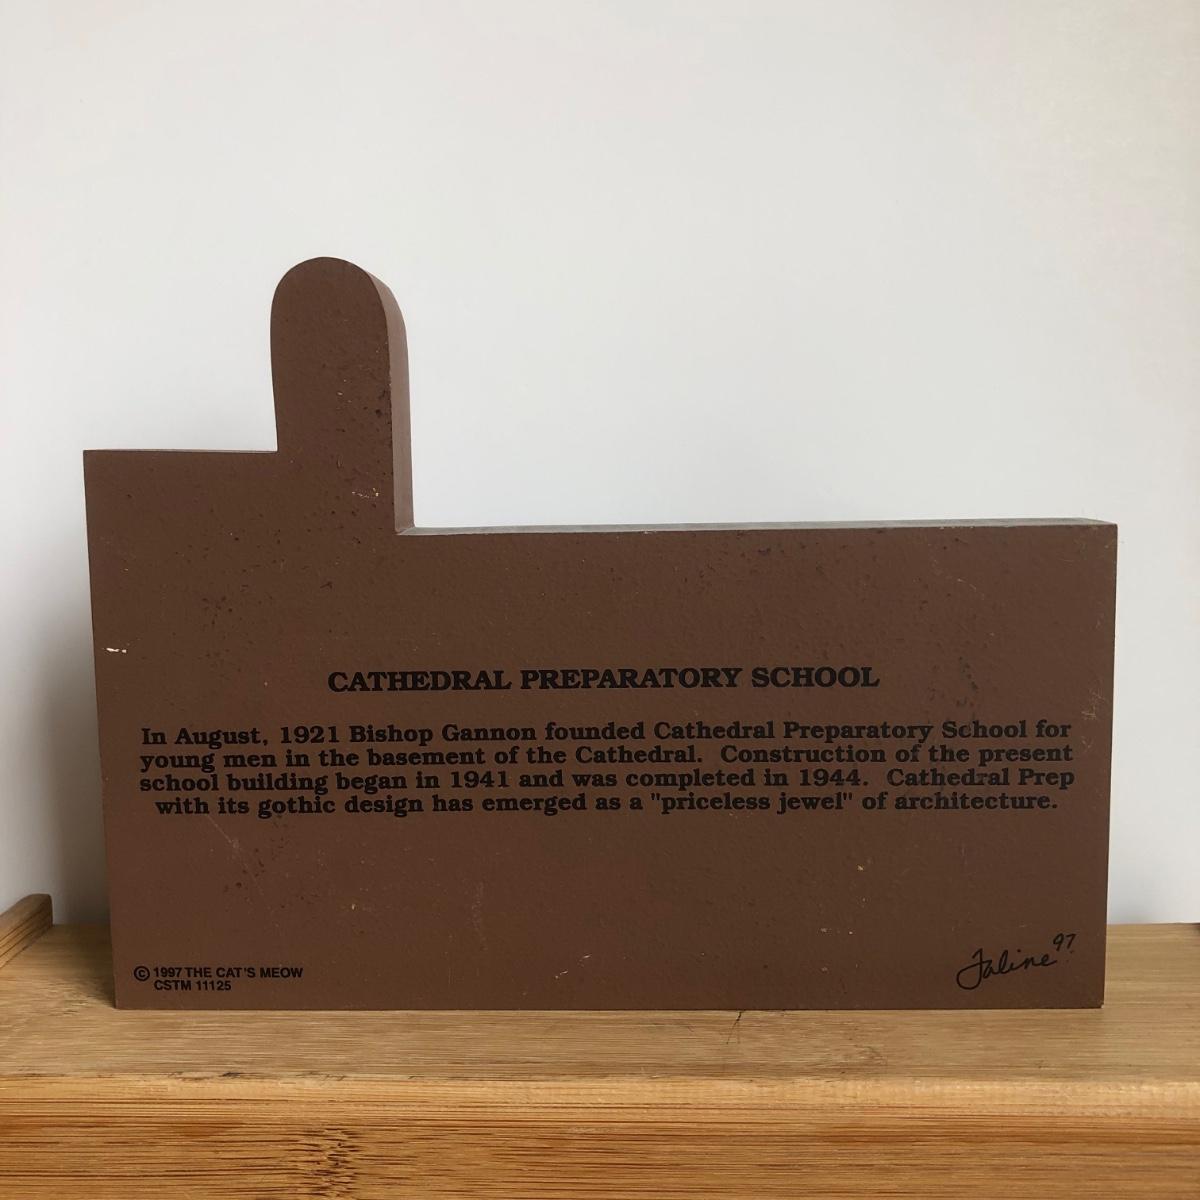 CATHEDRAL PREPARATORY SCHOOL
In August, 1921 Bishop Gannon founded Cathedral Preparatory School for
young men in the basement of the Cathedral. Construction of the present
school building began in 1941 and was completed in 1944. Cathedral Prep
with its gothic design has emerged as a "priceless jewel" of architecture.
© 1997 THE CAT'S MEOW
CSTM 11125
Faline 97